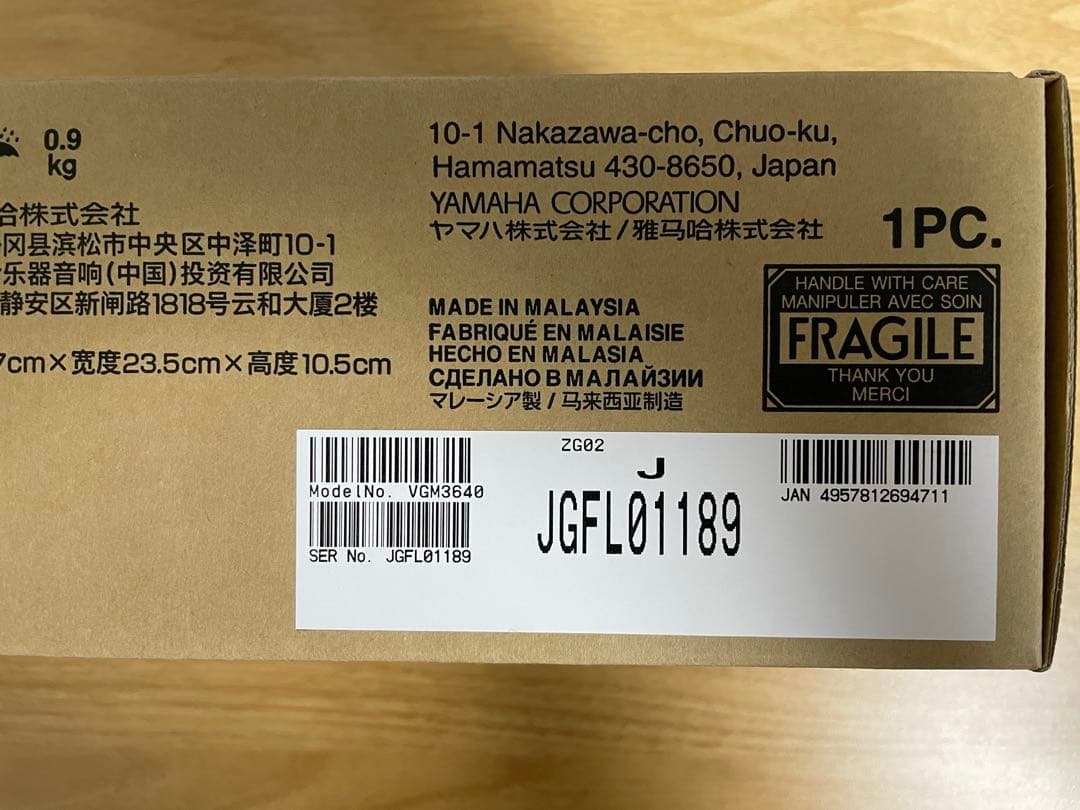 0.9
kg
哈株式会社
冈县滨松市中央区中泽町10-1
乐器音响(中国)投资有限公司
静安区新闸路1818号云和大厦2楼
7cm×宽度23.5cm×高度10.5cm
10-1 Nakazawa-cho, Chuo-ku,
Hamamatsu 430-8650, Japan
YAMAHA CORPORATION
ヤマハ株式会社/雅马哈株式会社
1PC.
MADE IN MALAYSIA
FABRIQUÉ EN MALAISIE
HECHO EN MALASIA
СДЕЛАНО В МАЛАЙЗИИ
マレーシア製/马来西亚制造
HANDLE WITH CARE
MANIPULER AVEC SOIN
FRAGILE
THANK YOU
MERCI
ModelNo. VGM3640
SER No. JGFL01189
ZG02
J
JGFL01189
JAN 4957812694711